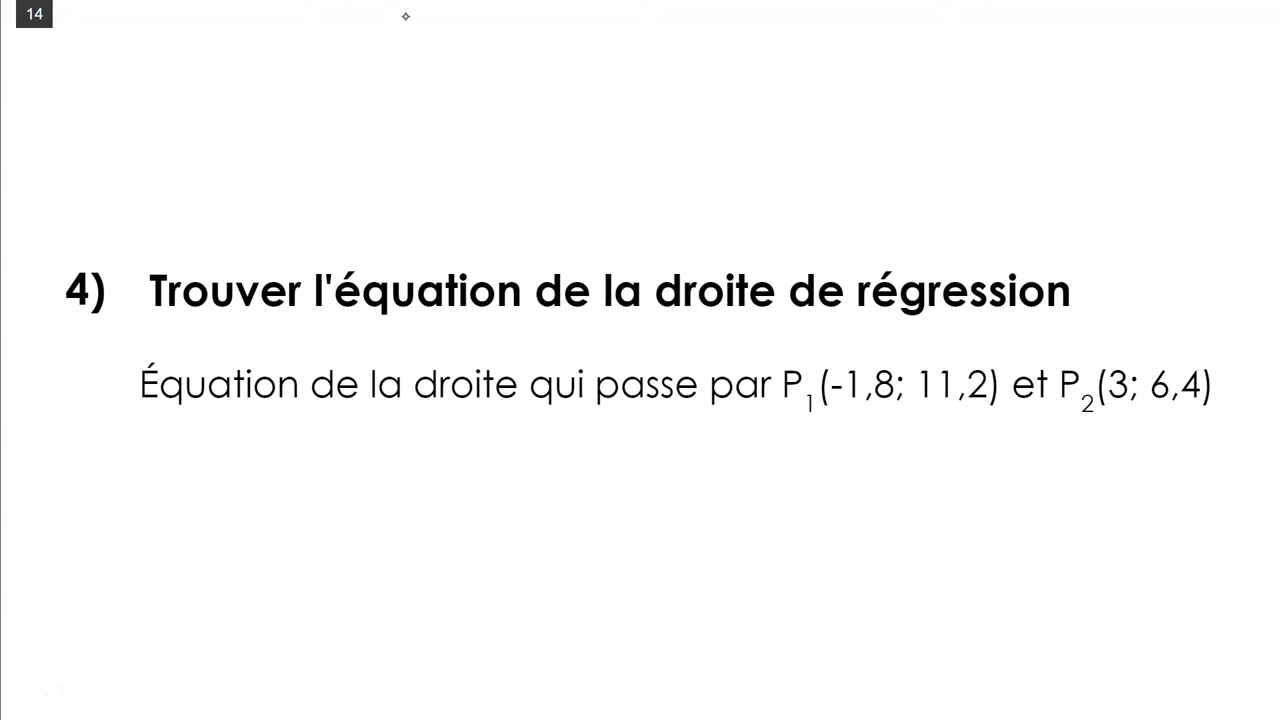 14
4) Trouver l'équation de la droite de régression
Équation de la droite qui passe par P₁(-1,8; 11,2) et P₂(3; 6,4)